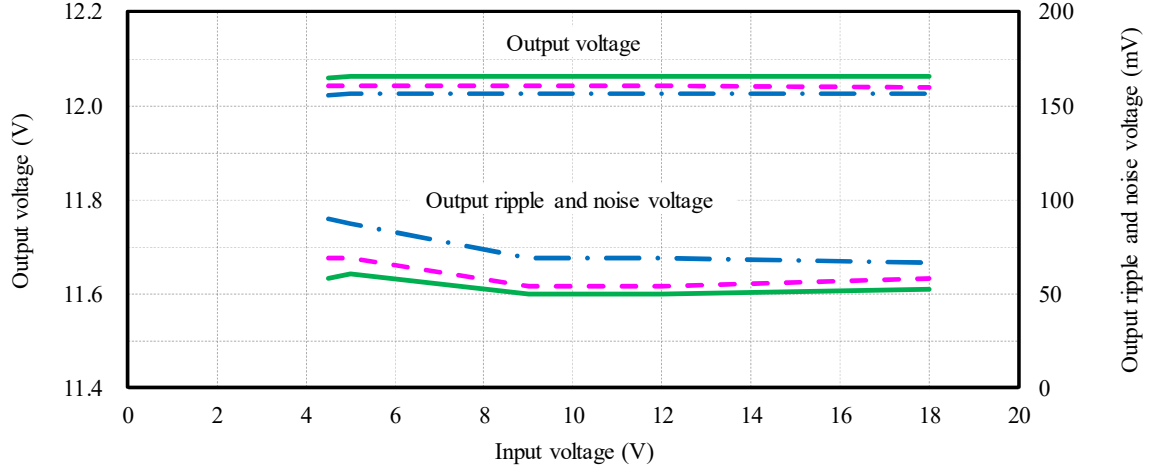 12.2
200
Output voltage
12.0
150
11.8
100
Output ripple and noise voltage
11.6
50
11.4
0
0 2 4 6 8 10 12 14 16 18 20
Input voltage (V)
Output voltage (V)
Output ripple and noise voltage (mV)